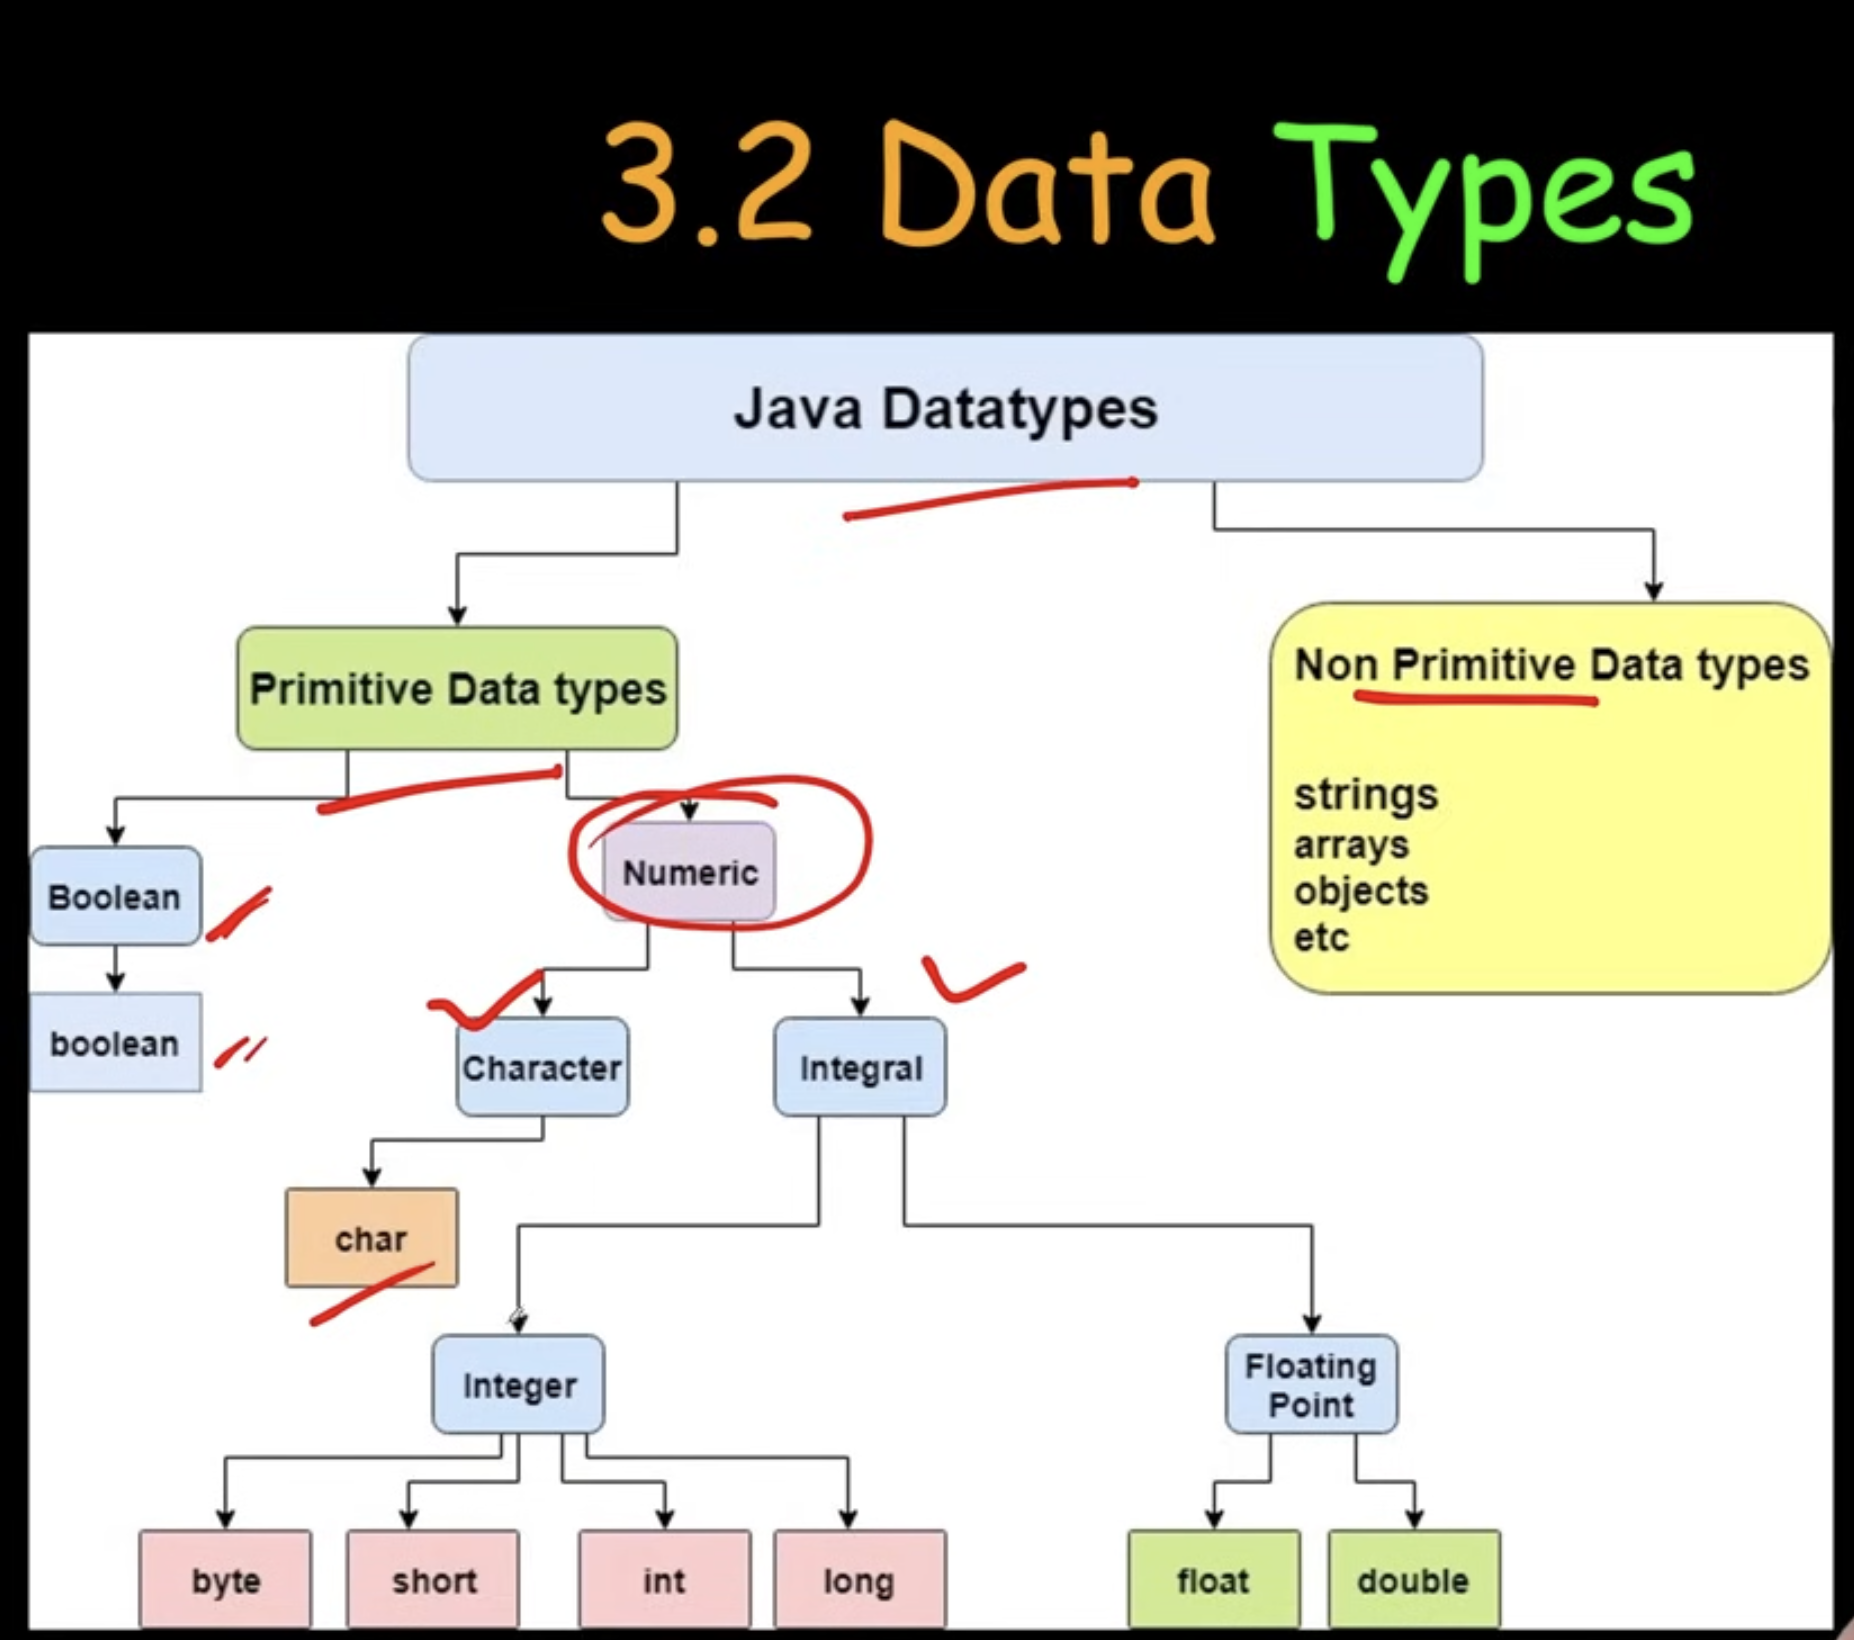 3.2 Data Types
Java Datatypes
Primitive Data types
Non Primitive Data types
strings
arrays
objects
etc
Boolean
Numeric
boolean
Character
Integral
char
Integer
Floating
Point
byte
short
int
long
float
double